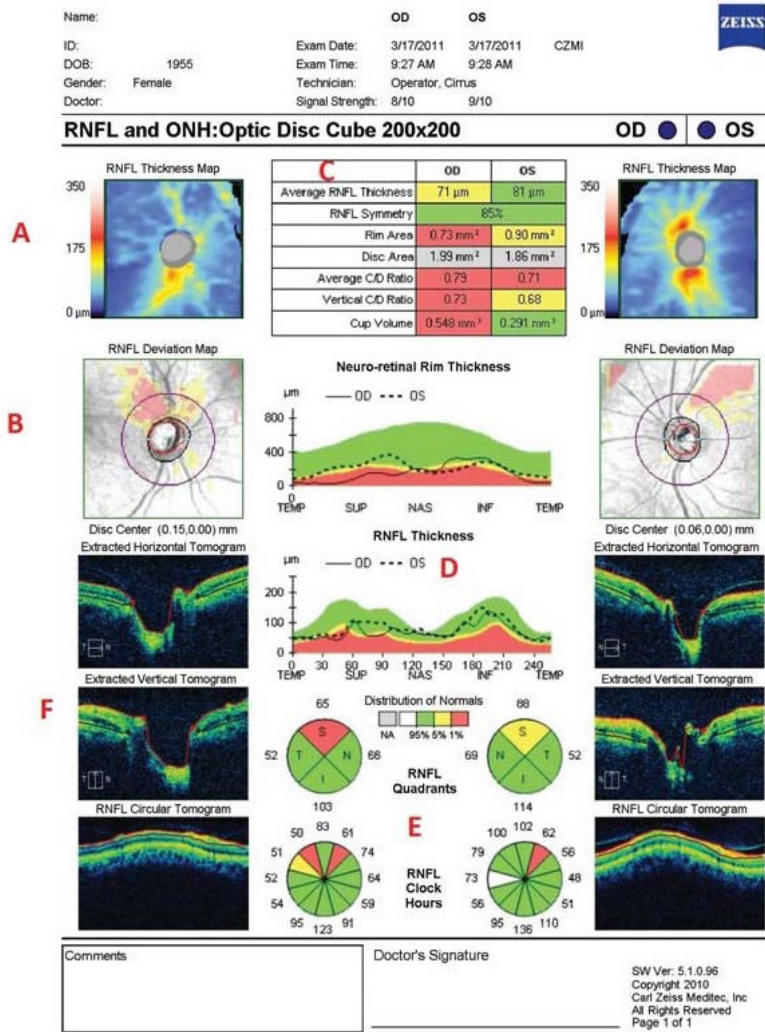 Name: OD OS
ZEISS
ID: Exam Date: 3/17/2011 3/17/2011 CZMI
DOB: 1955 Exam Time: 9:27 AM 9:28 AM
Gender: Female Technician: Operator, Cirrus
Doctor: Signal Strength: 8/10 9/10
RNFL and ONH:Optic Disc Cube 200x200 OD OS
RNFL Thickness Map C OD OS RNFL Thickness Map
350 350
Average RNFL Thickness 71 µm 81 µm
RNFL Symmetry 85%
A 175 Rim Area 0.73 mm² 0.90 mm² 175
Disc Area 1.99 mm² 1.86 mm²
Average C/D Ratio 0.79 0.71
Vertical C/D Ratio 0.73 0.68
0 µm Cup Volume 0.548 mm³ 0.291 mm³ 0 µm
RNFL Deviation Map Neuro-retinal Rim Thickness RNFL Deviation Map
B
µm OD OS
800
400
0
0
TEMP SUP NAS INF TEMP
Disc Center (0.15,0.00) mm RNFL Thickness Disc Center (0.06,0.00) mm
Extracted Horizontal Tomogram Extracted Horizontal Tomogram
µm OD OS D
200
100
0
T N T N
0 30 60 90 120 150 180 210 240
TEMP SUP NAS INF TEMP
Extracted Vertical Tomogram Extracted Vertical Tomogram
F
Distribution of Normals
NA 95% 5% 1%
65 88
S S
52 T N 66 69 N T 52
I I
RNFL
Quadrants
103 114
RNFL Circular Tomogram E RNFL Circular Tomogram
83 102
50 61 100 62
51 74 79 56
52 64 RNFL 73 48
54 59 Clock 56 51
95 91 Hours 95 110
123 136
Comments Doctor's Signature
SW Ver: 5.1.0.96
Copyright 2010
Carl Zeiss Meditec, Inc
All Rights Reserved
Page 1 of 1